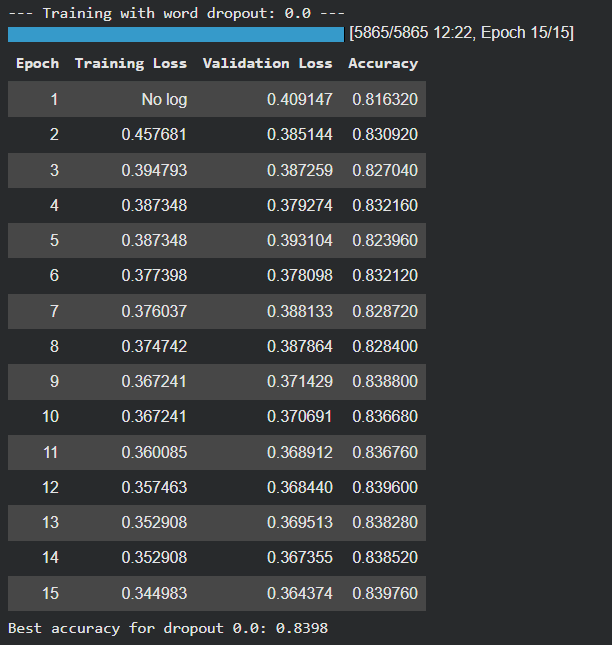 --- Training with word dropout: 0.0 ---
[5865/5865 12:22, Epoch 15/15]
Epoch Training Loss Validation Loss Accuracy
1 No log 0.409147 0.816320
2 0.457681 0.385144 0.830920
3 0.394793 0.387259 0.827040
4 0.387348 0.379274 0.832160
5 0.387348 0.393104 0.823960
6 0.377398 0.378098 0.832120
7 0.376037 0.388133 0.828720
8 0.374742 0.387864 0.828400
9 0.367241 0.371429 0.838800
10 0.367241 0.370691 0.836680
11 0.360085 0.368912 0.836760
12 0.357463 0.368440 0.839600
13 0.352908 0.369513 0.838280
14 0.352908 0.367355 0.838520
15 0.344983 0.364374 0.839760
Best accuracy for dropout 0.0: 0.8398